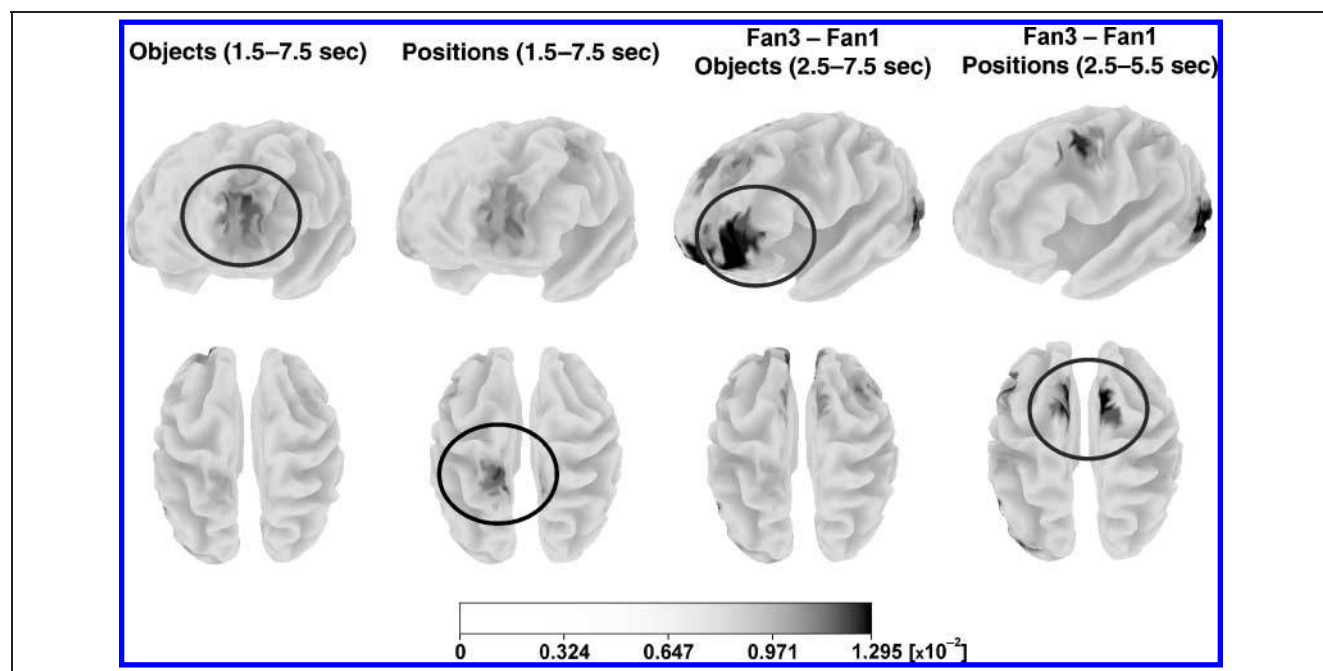 Objects (1.5–7.5 sec)
Positions (1.5–7.5 sec)
Fan3 – Fan1
Objects (2.5–7.5 sec)
Fan3 – Fan1
Positions (2.5–5.5 sec)
0 0.324 0.647 0.971 1.295 [x10⁻²]